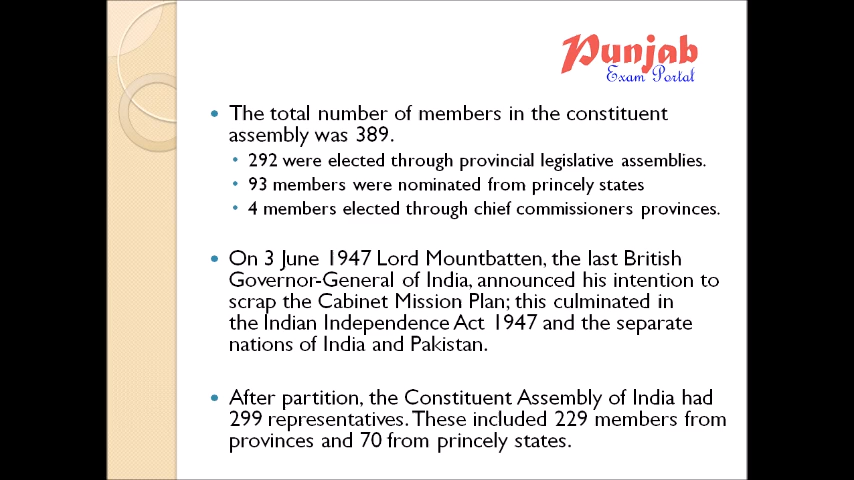 Punjab
Exam Portal
The total number of members in the constituent
assembly was 389.
292 were elected through provincial legislative assemblies.
93 members were nominated from princely states
4 members elected through chief commissioners provinces.
On 3 June 1947 Lord Mountbatten, the last British
Governor-General of India, announced his intention to
scrap the Cabinet Mission Plan; this culminated in
the Indian Independence Act 1947 and the separate
nations of India and Pakistan.
After partition, the Constituent Assembly of India had
299 representatives. These included 229 members from
provinces and 70 from princely states.